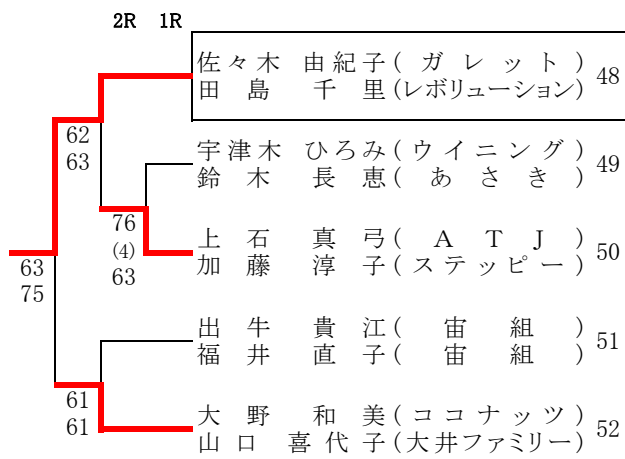 2R 1R
佐々木 由紀子(ガレット) 48
田島 千里(レボリューション)
62
63
宇津木 ひろみ(ウイニング) 49
鈴木 長恵(あさき)
76
(4)
63
上石 真弓(ATJ) 50
加藤 淳子(ステッピー)
63
75
出牛 貴江(宙組) 51
福井 直子(宙組)
61
61
大野 和美(ココナッツ) 52
山口 喜代子(大井ファミリー)